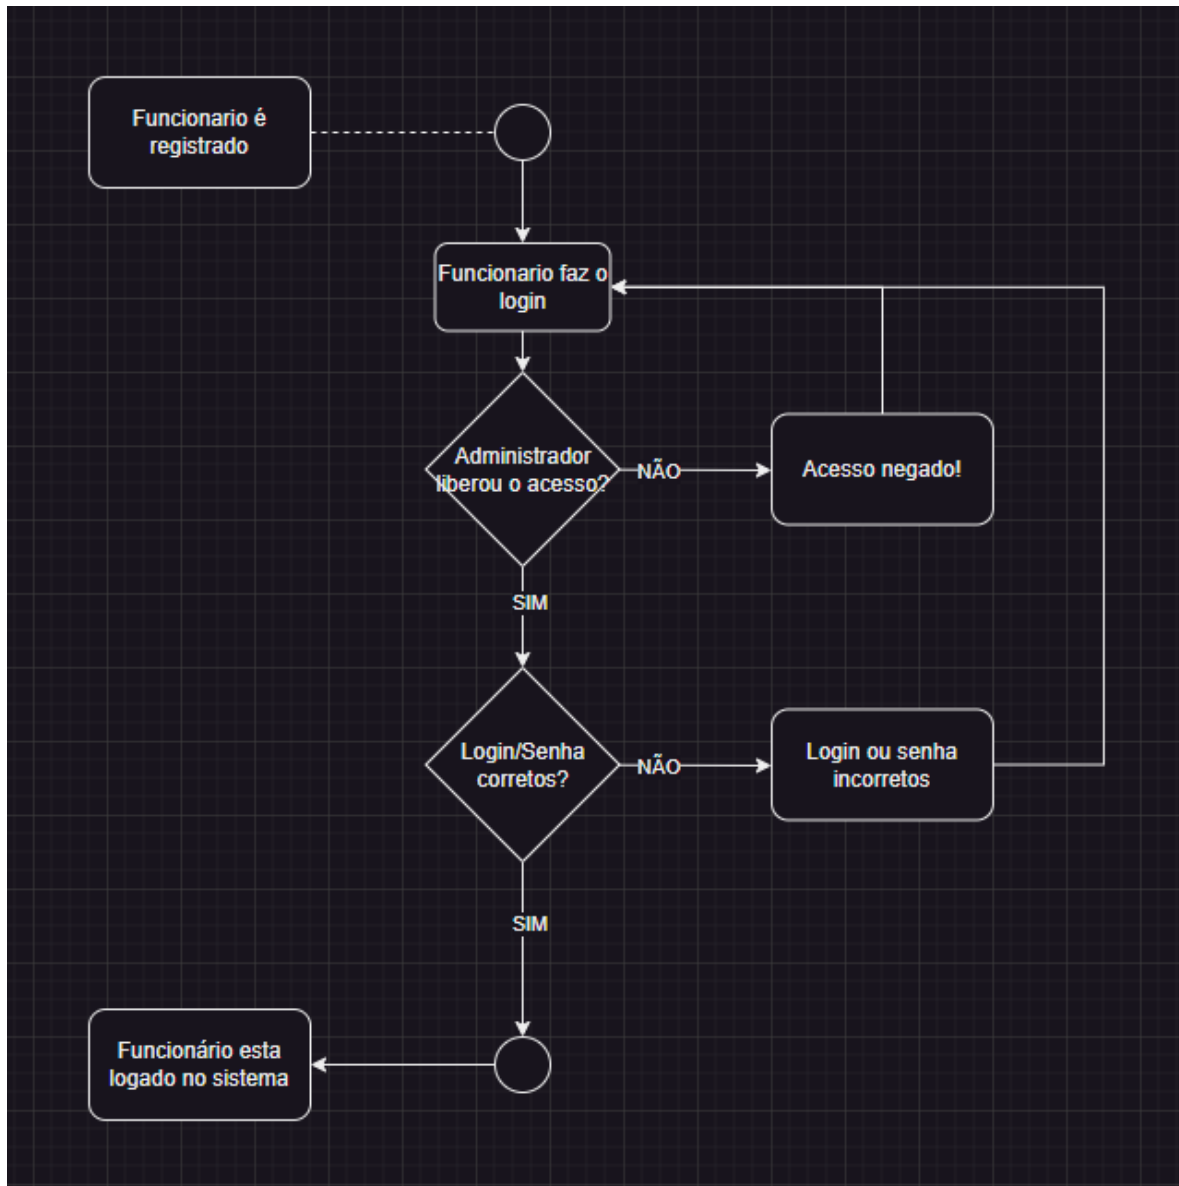 Funcionario é
registrado
Funcionario faz o
login
Administrador
liberou o acesso?
NÃO
Acesso negado!
SIM
Login/Senha
corretos?
NÃO
Login ou senha
incorretos
SIM
Funcionário esta
logado no sistema